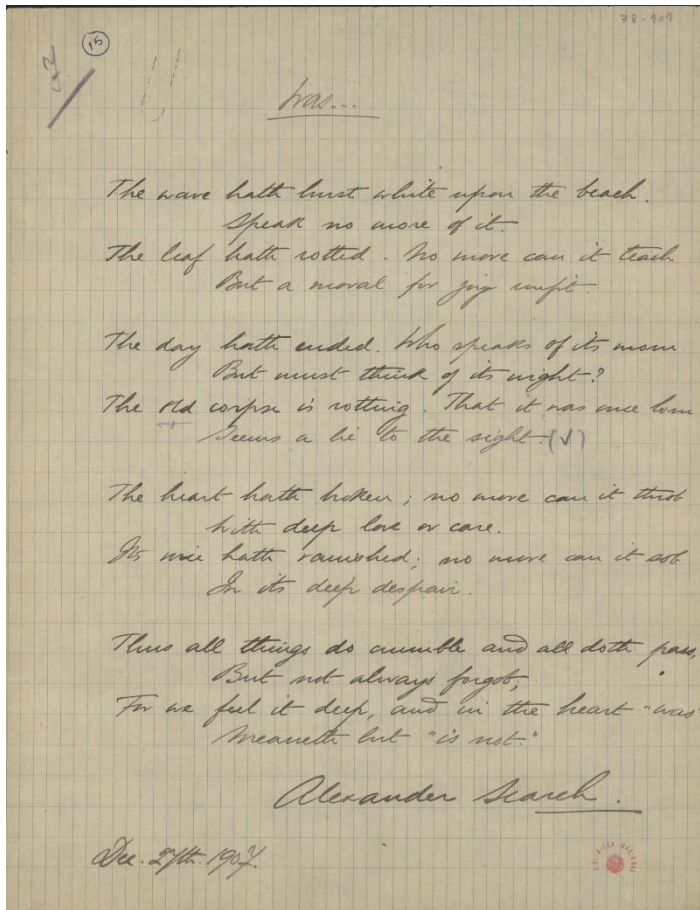 78-107
15
Was...
The wave hath burst white upon the beach.
Speak no more of it.
The leaf hath rotted. No more can it teach
But a moral for joy unfit.
The day hath ended. Who speaks of its morn
But must think of its night?
The old corpse is rotting. That it was once born
Seems a lie to the sight. (√)
The heart hath broken; no more can it throb
With deep love or care.
Its voice hath vanished; no more can it sob
In its deep despair.
Thus all things do crumble and all doth pass,
But not always forgot,
For we feel it deep, and in the heart "was"
Meaneth but "is not."
Alexander Search.
Dec. 27th. 1907.